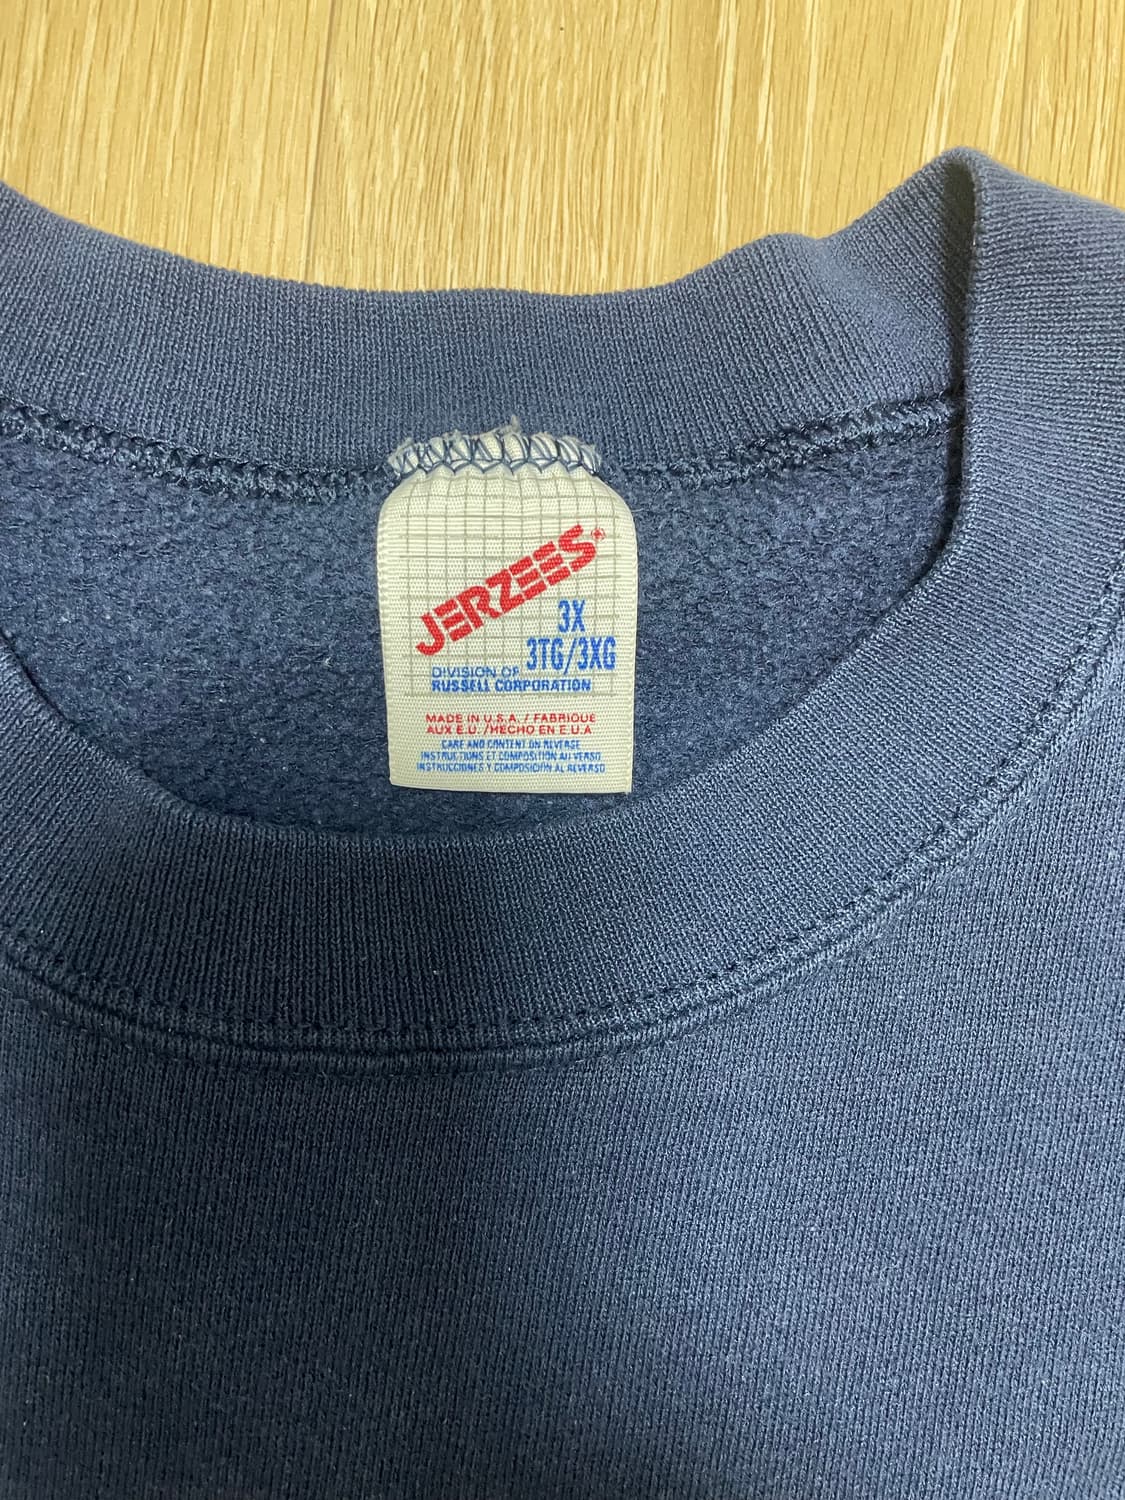 JERZEES®
3X
3TG/3XG
DIVISION OF
RUSSELL CORPORATION
MADE IN U.S.A. / FABRIQUE
AUX E.U. /HECHO EN E.U.A
CARE AND CONTENT ON REVERSE
INSTRUCTIONS ET COMPOSITION AU VERSO
INSTRUCCIONES Y COMPOSICION AL REVERSO